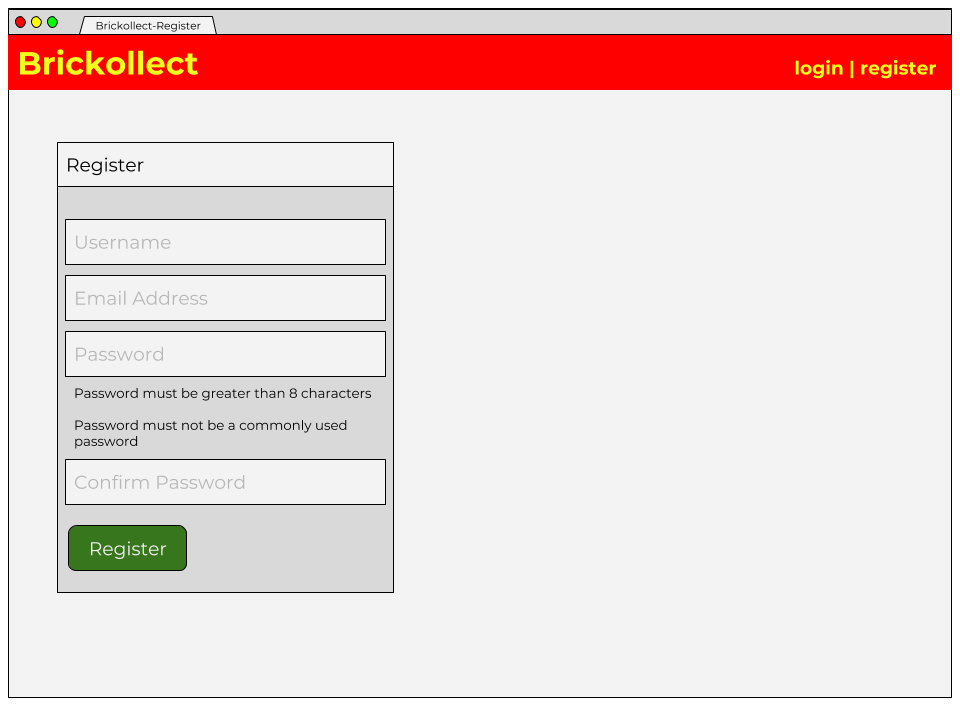 Brickollect-Register
Brickollect
login | register
Register
Username
Email Address
Password
Password must be greater than 8 characters
Password must not be a commonly used
password
Confirm Password
Register